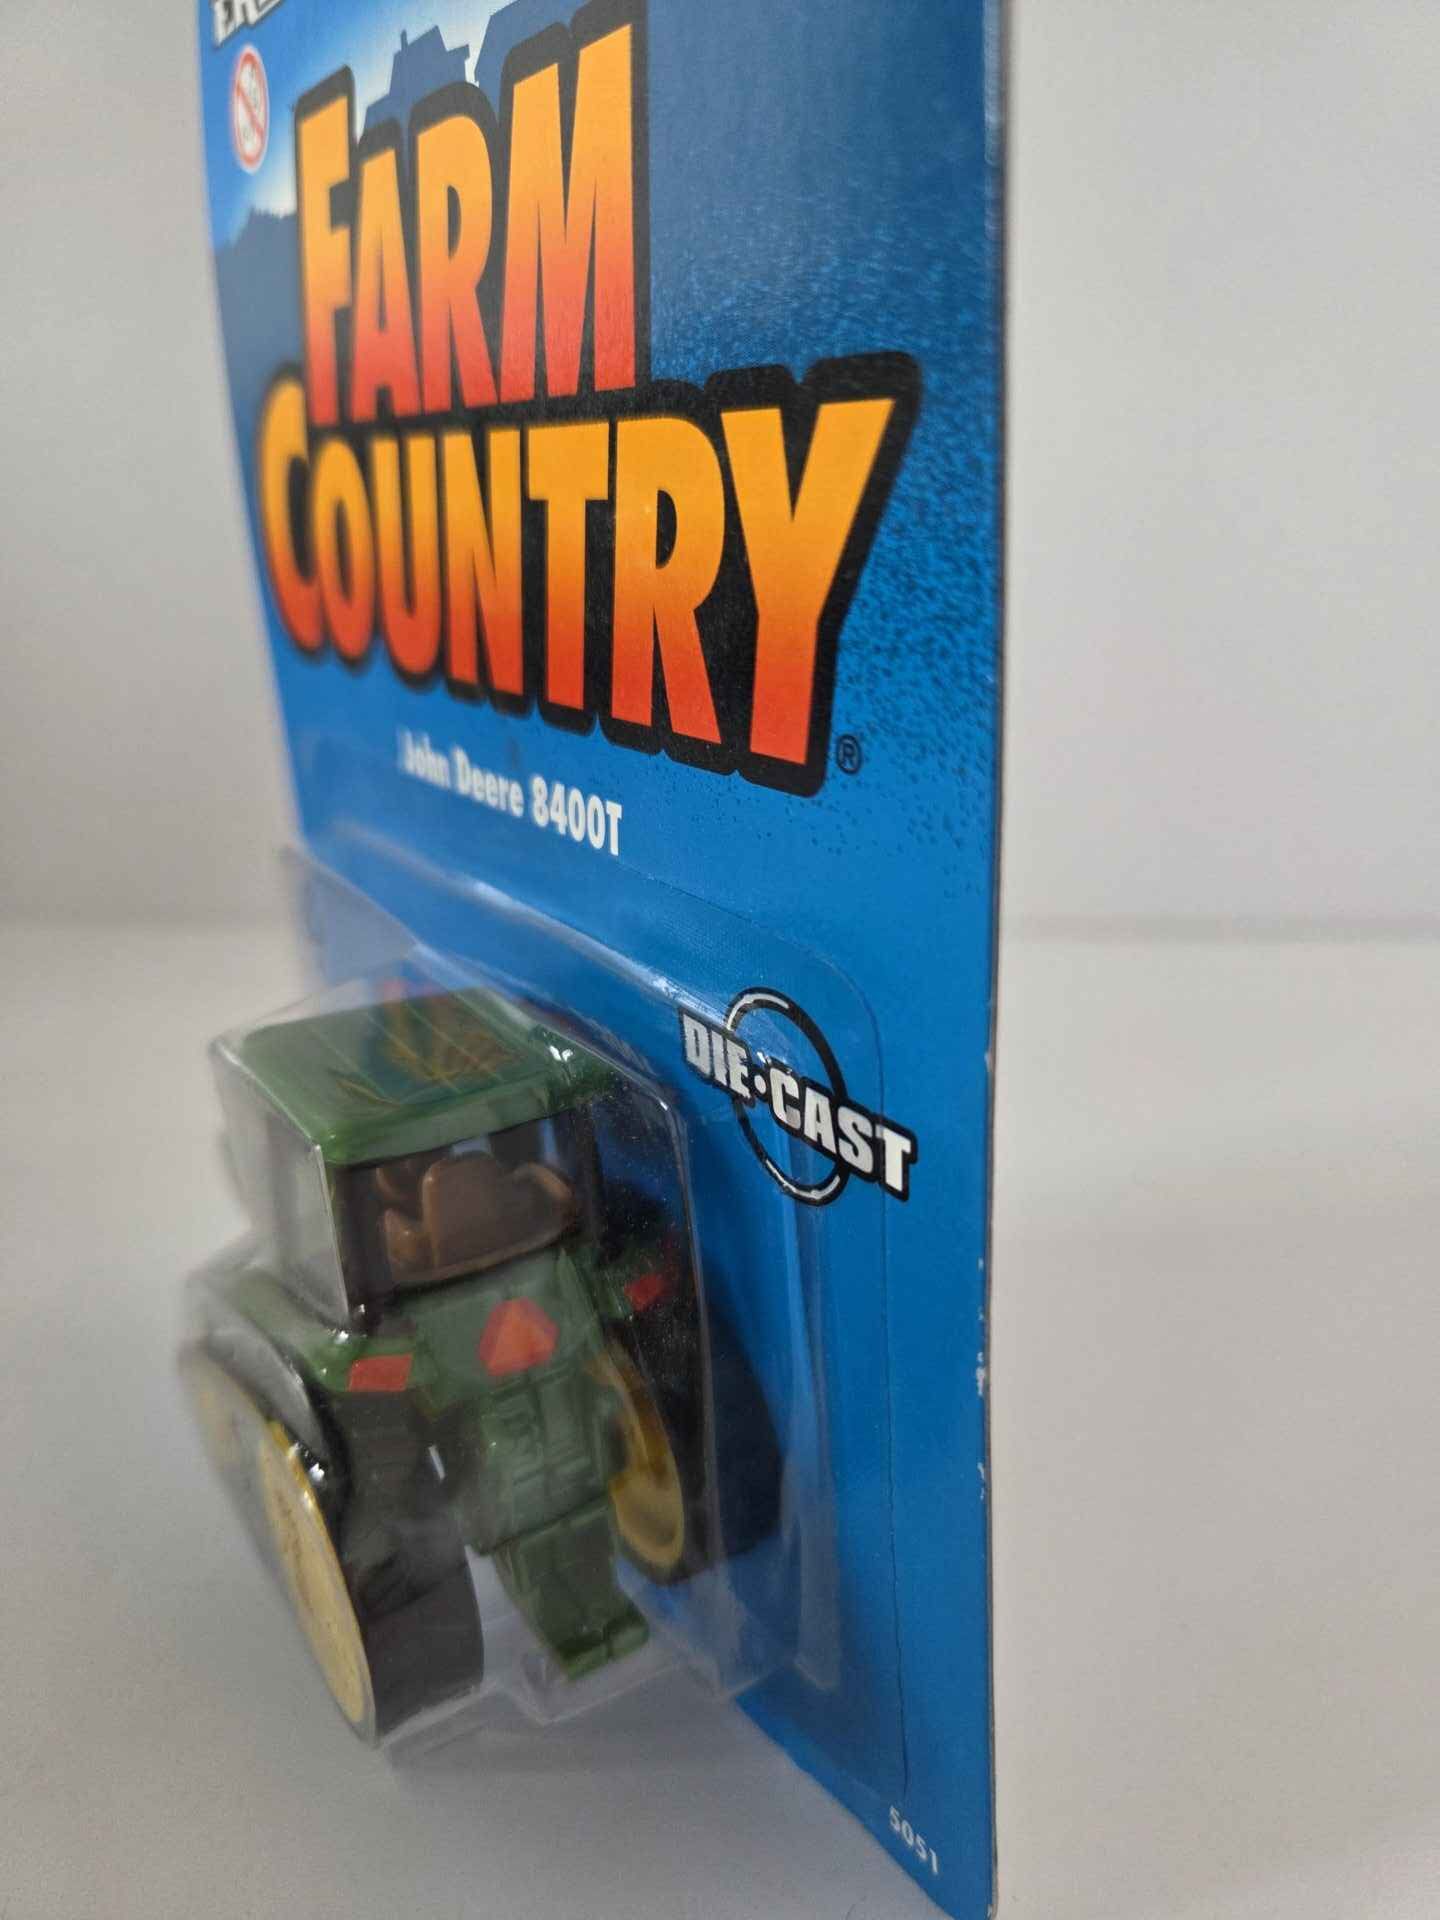 FARM
COUNTRY®
John Deere 8400T
DIE•CAST
5051